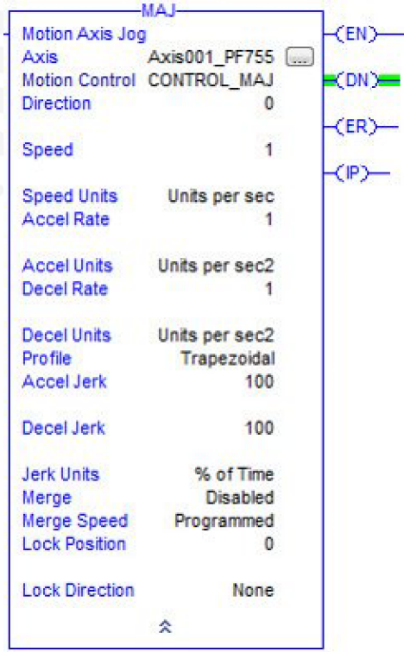 MAJ
Motion Axis Jog
(EN)
Axis Axis001_PF755 ...
Motion Control CONTROL_MAJ
(DN)
Direction 0
(ER)
Speed 1
(IP)
Speed Units Units per sec
Accel Rate 1
Accel Units Units per sec2
Decel Rate 1
Decel Units Units per sec2
Profile Trapezoidal
Accel Jerk 100
Decel Jerk 100
Jerk Units % of Time
Merge Disabled
Merge Speed Programmed
Lock Position 0
Lock Direction None